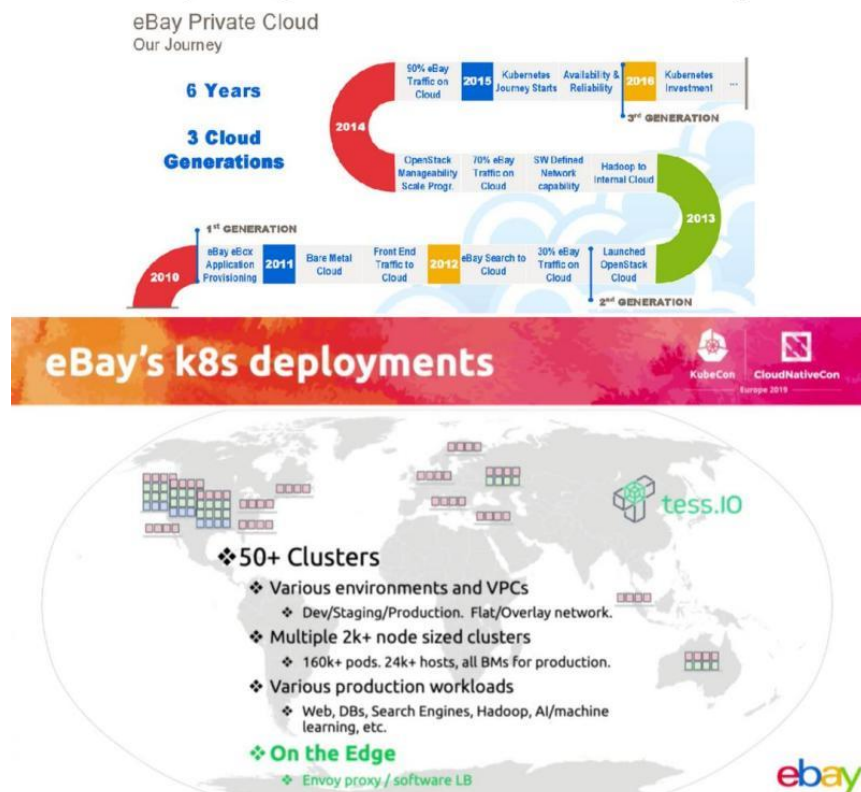 eBay Private Cloud
Our Journey
6 Years
3 Cloud
Generations
90% eBay
Traffic on
Cloud
2015
Kubernetes
Journey Starts
Availability &
Reliability
2016
Kubernetes
Investment
...
3rd GENERATION
2014
OpenStack
Manageability
Scale Progr.
70% eBay
Traffic on
Cloud
SW Defined
Network
capability
Hadoop to
Internal Cloud
2013
1st GENERATION
2010
eBay eBox
Application
Provisioning
2011
Bare Metal
Cloud
Front End
Traffic to
Cloud
2012
eBay Search to
Cloud
30% eBay
Traffic on
Cloud
Launched
OpenStack
Cloud
2nd GENERATION
eBay's k8s deployments
KubeCon
CloudNativeCon
Europe 2019
tess.IO
❖50+ Clusters
❖ Various environments and VPCs
❖ Dev/Staging/Production. Flat/Overlay network.
❖ Multiple 2k+ node sized clusters
❖ 160k+ pods. 24k+ hosts, all BMs for production.
❖ Various production workloads
❖ Web, DBs, Search Engines, Hadoop, AI/machine
learning, etc.
❖ On the Edge
❖ Envoy proxy / software LB
ebay